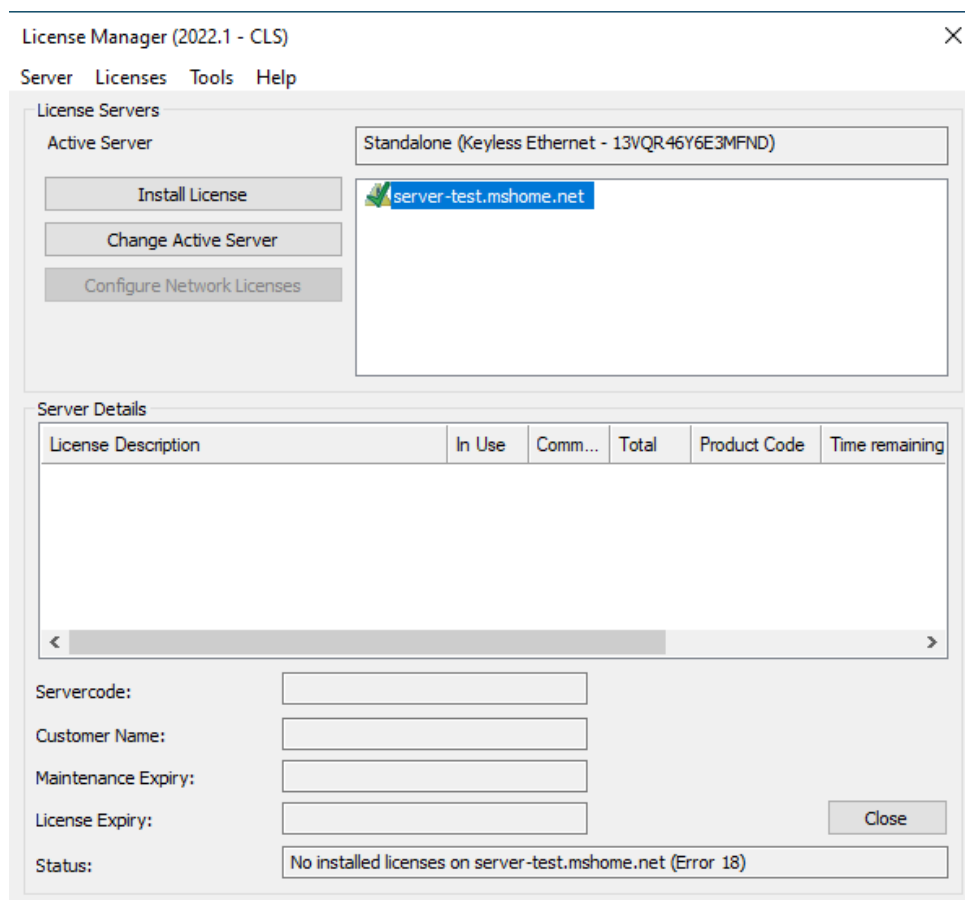 License Manager (2022.1 - CLS)
Server Licenses Tools Help
License Servers
Active Server
Standalone (Keyless Ethernet - 13VQR46Y6E3MFND)
Install License
server-test.mshome.net
Change Active Server
Configure Network Licenses
Server Details
License Description In Use Comm... Total Product Code Time remaining
Servercode:
Customer Name:
Maintenance Expiry:
License Expiry:
Close
Status:
No installed licenses on server-test.mshome.net (Error 18)